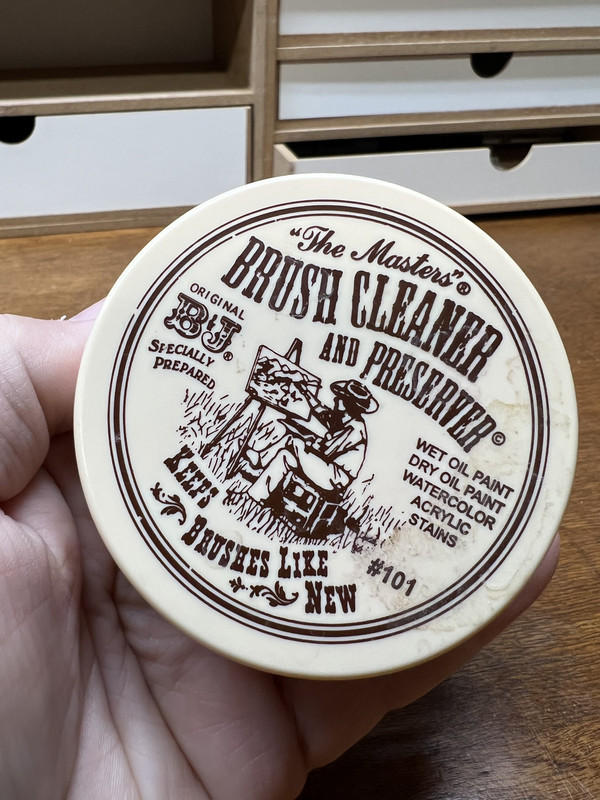 "The Masters"®
BRUSH CLEANER
AND PRESERVER©
ORIGINAL
B&J®
SPECIALLY
PREPARED
WET OIL PAINT
DRY OIL PAINT
WATERCOLOR
ACRYLIC
STAINS
#101
KEEPS
BRUSHES LIKE
NEW